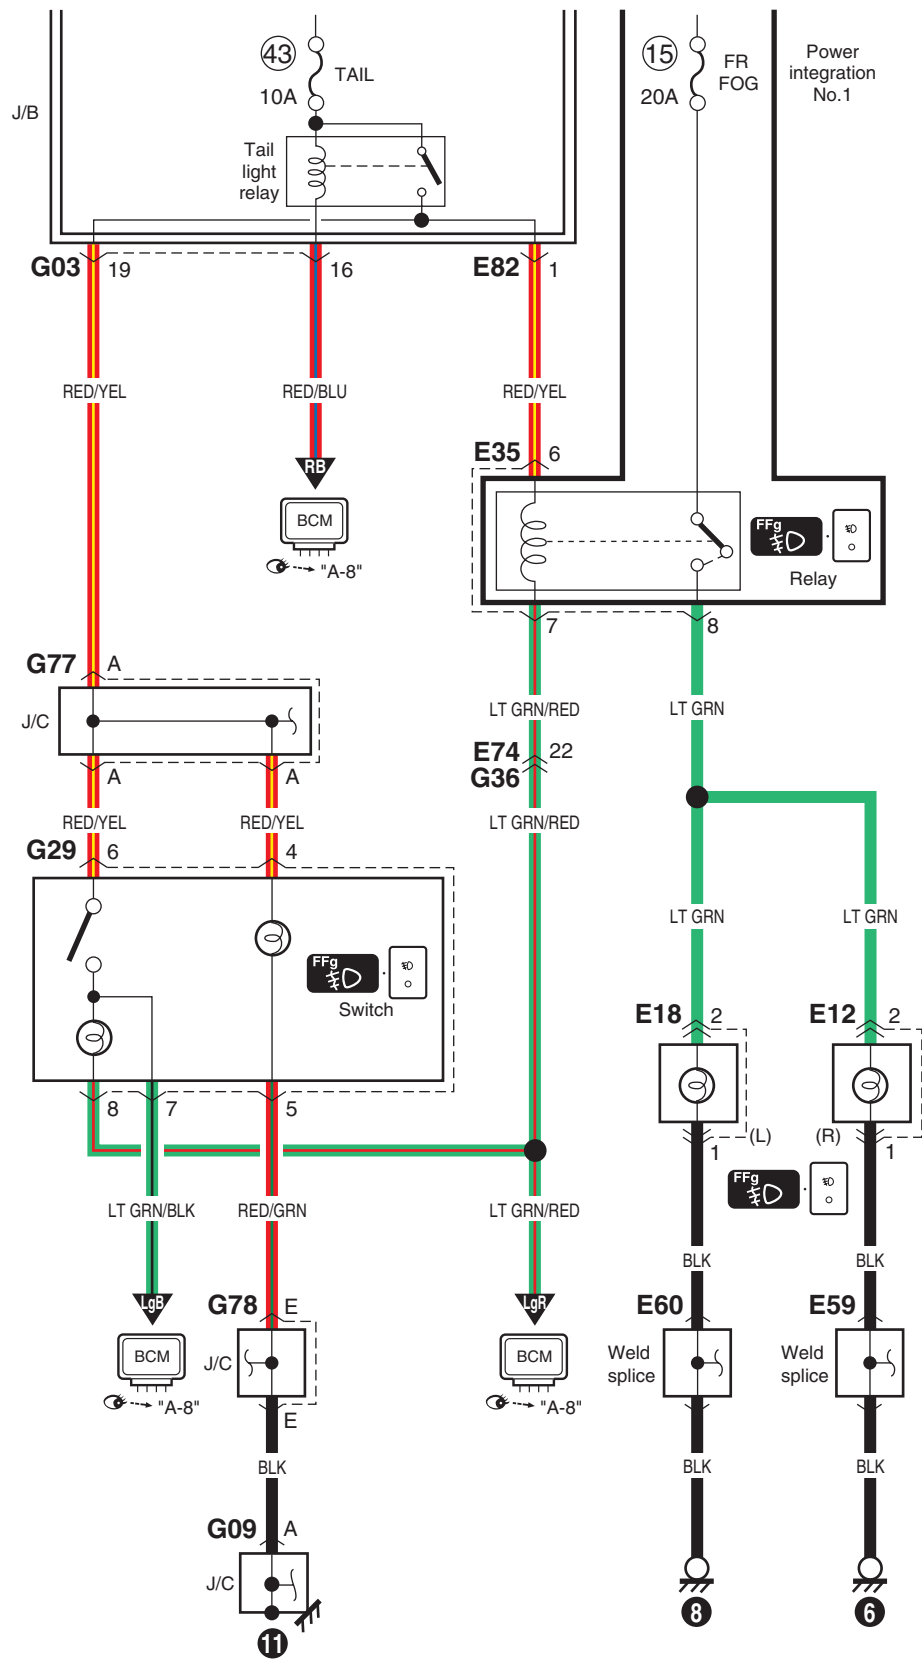 43
TAIL
10A
15
FR
FOG
20A
Power
integration
No.1
J/B
Tail
light
relay
G03
19
16
E82
1
RED/YEL
RED/BLU
RED/YEL
RB
BCM
"A-8"
E35
6
FFg
Relay
7
8
G77
A
J/C
A
A
LT GRN/RED
LT GRN
E74
22
G36
RED/YEL
RED/YEL
LT GRN/RED
G29
6
4
FFg
Switch
LT GRN
LT GRN
E18
2
E12
2
8
7
5
(L)
(R)
1
1
FFg
LT GRN/BLK
RED/GRN
LT GRN/RED
BLK
BLK
LgB
G78
E
LgR
E60
E59
BCM
J/C
BCM
Weld
splice
Weld
splice
"A-8"
E
"A-8"
BLK
BLK
BLK
G09
A
J/C
11
8
6